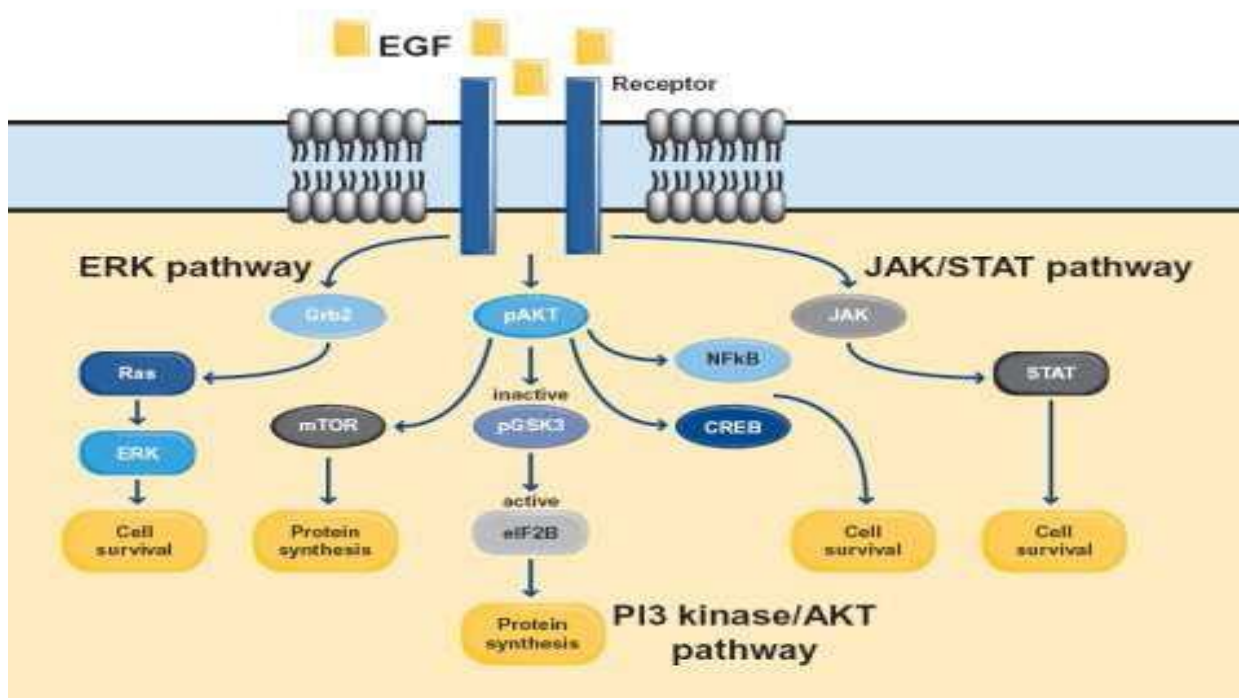 EGF
Receptor
ERK pathway
JAK/STAT pathway
Grb2
pAKT
JAK
Ras
NFkB
STAT
inactive
mTOR
pGSK3
CREB
ERK
active
eIF2B
Cell
survival
Protein
synthesis
Cell
survival
Cell
survival
Protein
synthesis
PI3 kinase/AKT
pathway